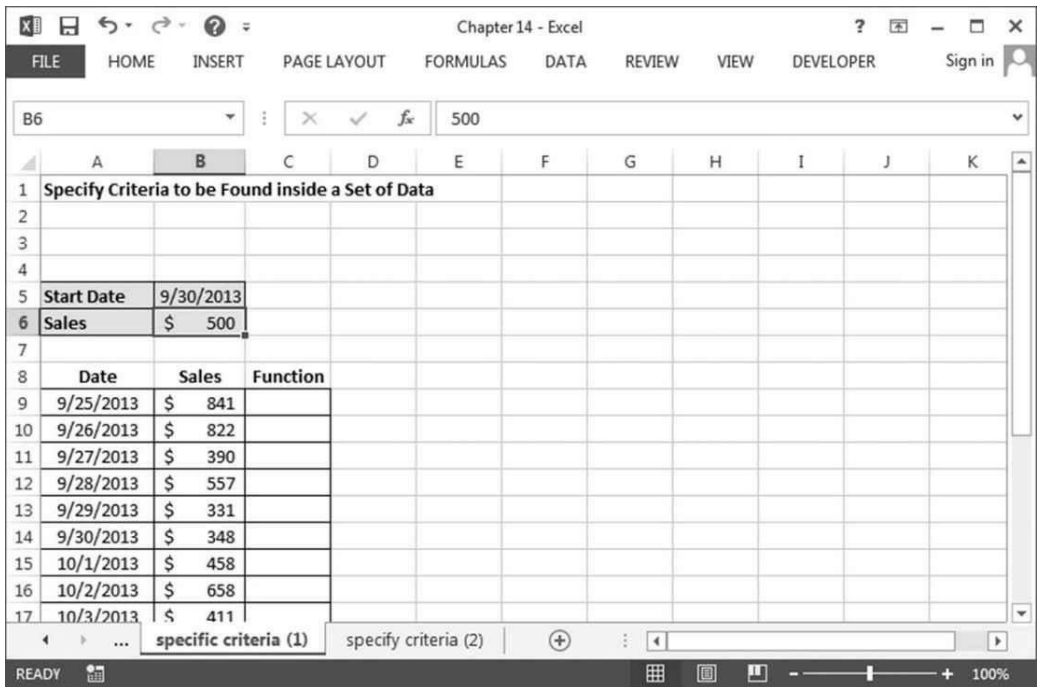 Chapter 14 - Excel ?
FILE HOME INSERT PAGE LAYOUT FORMULAS DATA REVIEW VIEW DEVELOPER Sign in
B6 fx 500
A B C D E F G H I J K
1 Specify Criteria to be Found inside a Set of Data
2
3
4
5 Start Date 9/30/2013
6 Sales $ 500
7
8 Date Sales Function
9 9/25/2013 $ 841
10 9/26/2013 $ 822
11 9/27/2013 $ 390
12 9/28/2013 $ 557
13 9/29/2013 $ 331
14 9/30/2013 $ 348
15 10/1/2013 $ 458
16 10/2/2013 $ 658
17 10/3/2013 $ 411
... specific criteria (1) specify criteria (2)
READY 100%